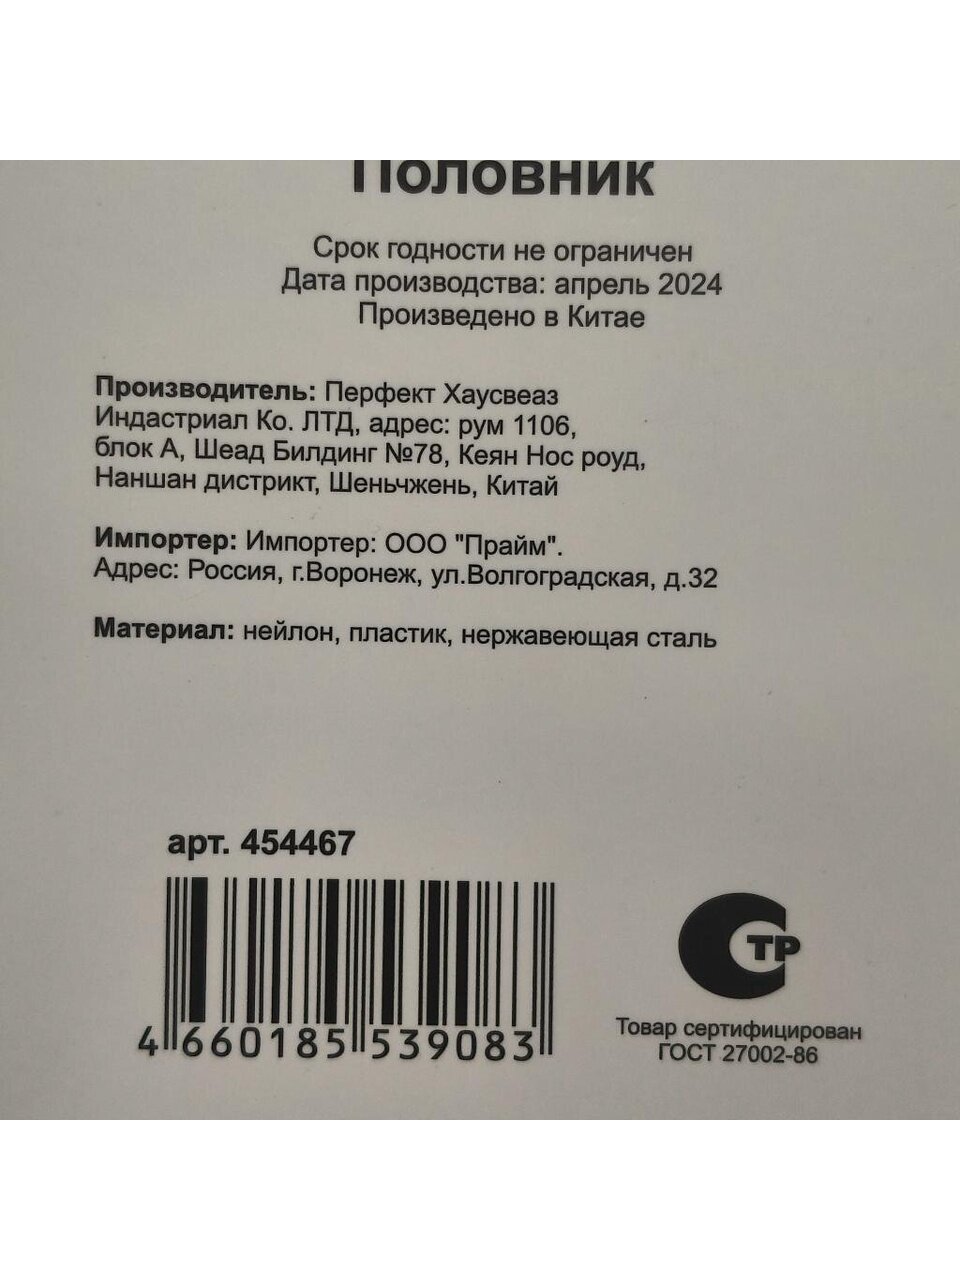 Половник
Срок годности не ограничен
Дата производства: апрель 2024
Произведено в Китае
Производитель: Перфект Хаусвеаз
Индастриал Ко. ЛТД, адрес: рум 1106,
блок А, Шеад Билдинг №78, Кеян Нос роуд,
Наншан дистрикт, Шеньчжень, Китай
Импортер: Импортер: ООО "Прайм".
Адрес: Россия, г.Воронеж, ул.Волгоградская, д.32
Материал: нейлон, пластик, нержавеющая сталь
арт. 454467
4 660185 539083
ТР
Товар сертифицирован
ГОСТ 27002-86